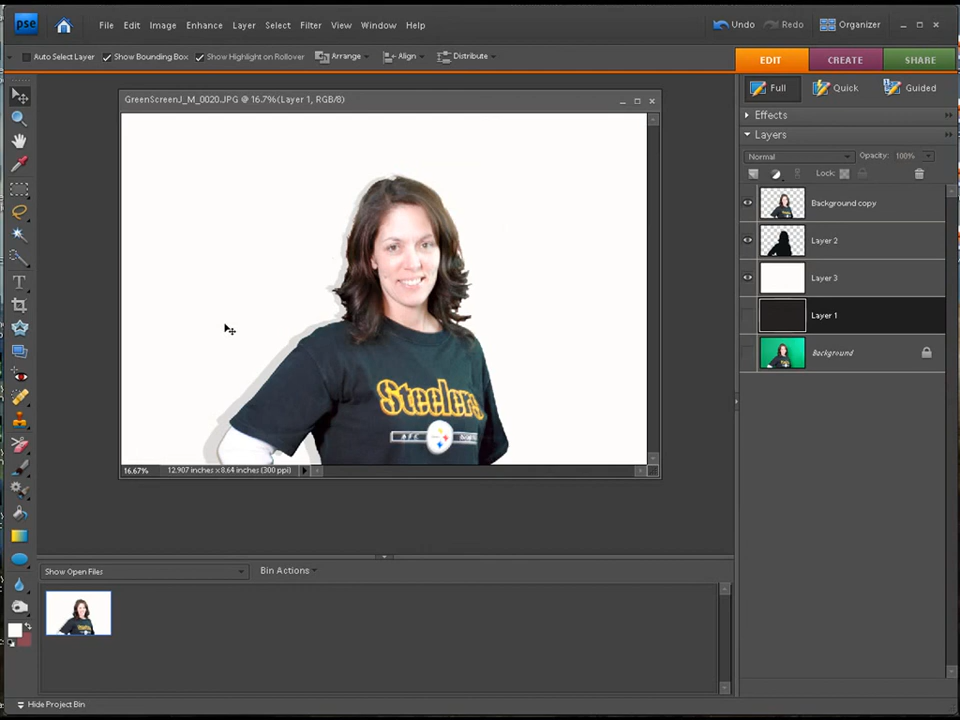 pse File Edit Image Enhance Layer Select Filter View Window Help Undo Redo Organizer
Auto Select Layer Show Bounding Box Show Highlight on Rollover Arrange Align Distribute EDIT CREATE SHARE
Full Quick Guided
GreenScreenJ_M_0020.JPG @ 16.7%(Layer 1, RGB/8)
Effects
Layers
Normal Opacity: 100%
Lock:
Background copy
Layer 2
Layer 3
Layer 1
Background
Steelers
16.67% 12.907 inches x 8.64 inches (300 ppi)
Show Open Files Bin Actions
Hide Project Bin